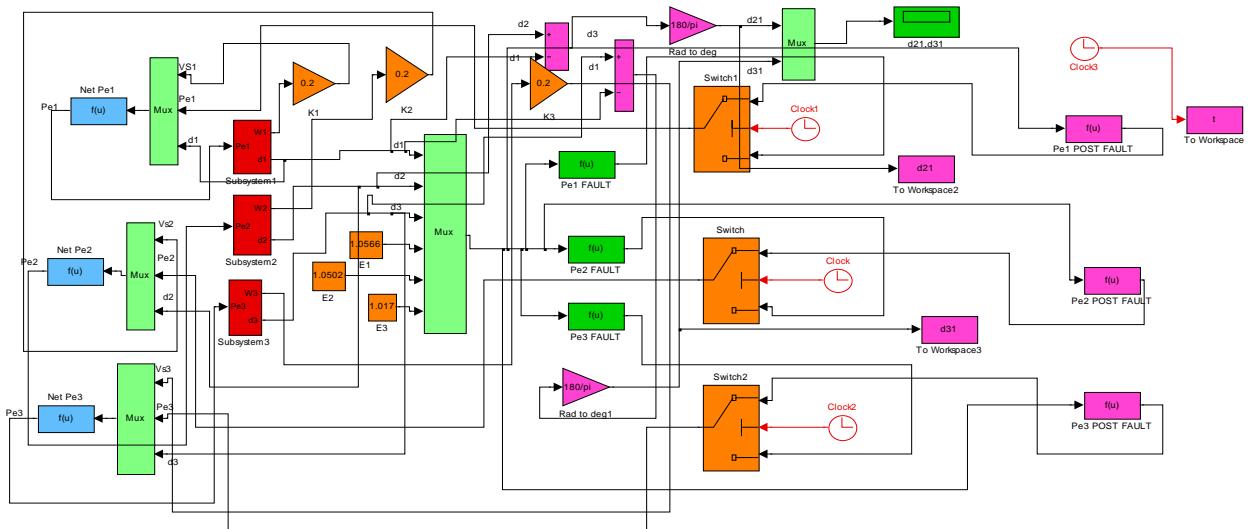 d2
180/pi
d21
d3
d21,d31
VS1
0.2
0.2
+
d1
-
Rad to deg
Mux
Clock3
Net Pe1
f(u)
Pe1
Mux
Pe1
0.2
+
d1
-
d31
Switch1
Clock1
t
To Workspace
d1
W1
Pe1
d1
Subsystem1
K1
K2
K3
Mux
d1
f(u)
Pe1 FAULT
f(u)
Pe1 POST FAULT
d21
To Workspace2
d2
W2
Pe2
d2
Subsystem2
d3
Vs2
Net Pe2
Pe2
f(u)
Mux
Pe2
d2
1.0566
E1
1.0502
E2
1.017
E3
f(u)
Pe2 FAULT
Switch
Clock
f(u)
Pe2 POST FAULT
W3
Pe3
d3
Subsystem3
f(u)
Pe3 FAULT
d31
To Workspace3
Vs3
Net Pe3
Pe3
f(u)
Mux
Pe3
d3
180/pi
Rad to deg1
Switch2
Clock2
f(u)
Pe3 POST FAULT